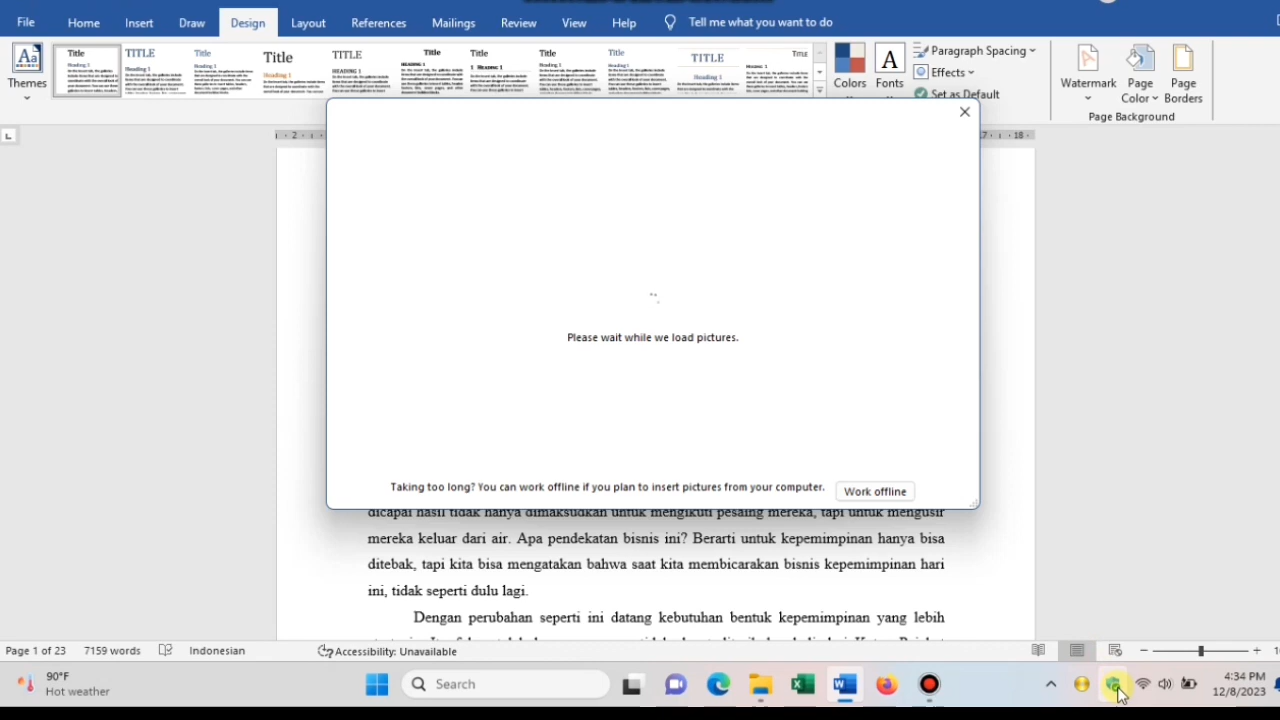 File Home Insert Draw Design Layout References Mailings Review View Help Tell me what you want to do
Themes
Title
Heading 1
TITLE
Heading 1
Title
Heading 1
Title
Heading 1
TITLE
HEADING 1
Title
HEADING 1
Title
1 HEADING 1
Title
Heading 1
Title
Heading 1
TITLE
Heading 1
TITLE
HEADING 1
Colors
Fonts
Paragraph Spacing
Effects
Set as Default
Watermark
Page
Color
Page
Borders
Page Background
2
17 18
Please wait while we load pictures.
Taking too long? You can work offline if you plan to insert pictures from your computer. Work offline
dicapai hasil tidak hanya dimaksudkan untuk mengikuti pesaing mereka, tapi untuk mengusir
mereka keluar dari air. Apa pendekatan bisnis ini? Berarti untuk kepemimpinan hanya bisa
ditebak, tapi kita bisa mengatakan bahwa saat kita membicarakan bisnis kepemimpinan hari
ini, tidak seperti dulu lagi.
Dengan perubahan seperti ini datang kebutuhan bentuk kepemimpinan yang lebih
Page 1 of 23 7159 words Indonesian Accessibility: Unavailable
90°F
Hot weather
Search
4:34 PM
12/8/2023